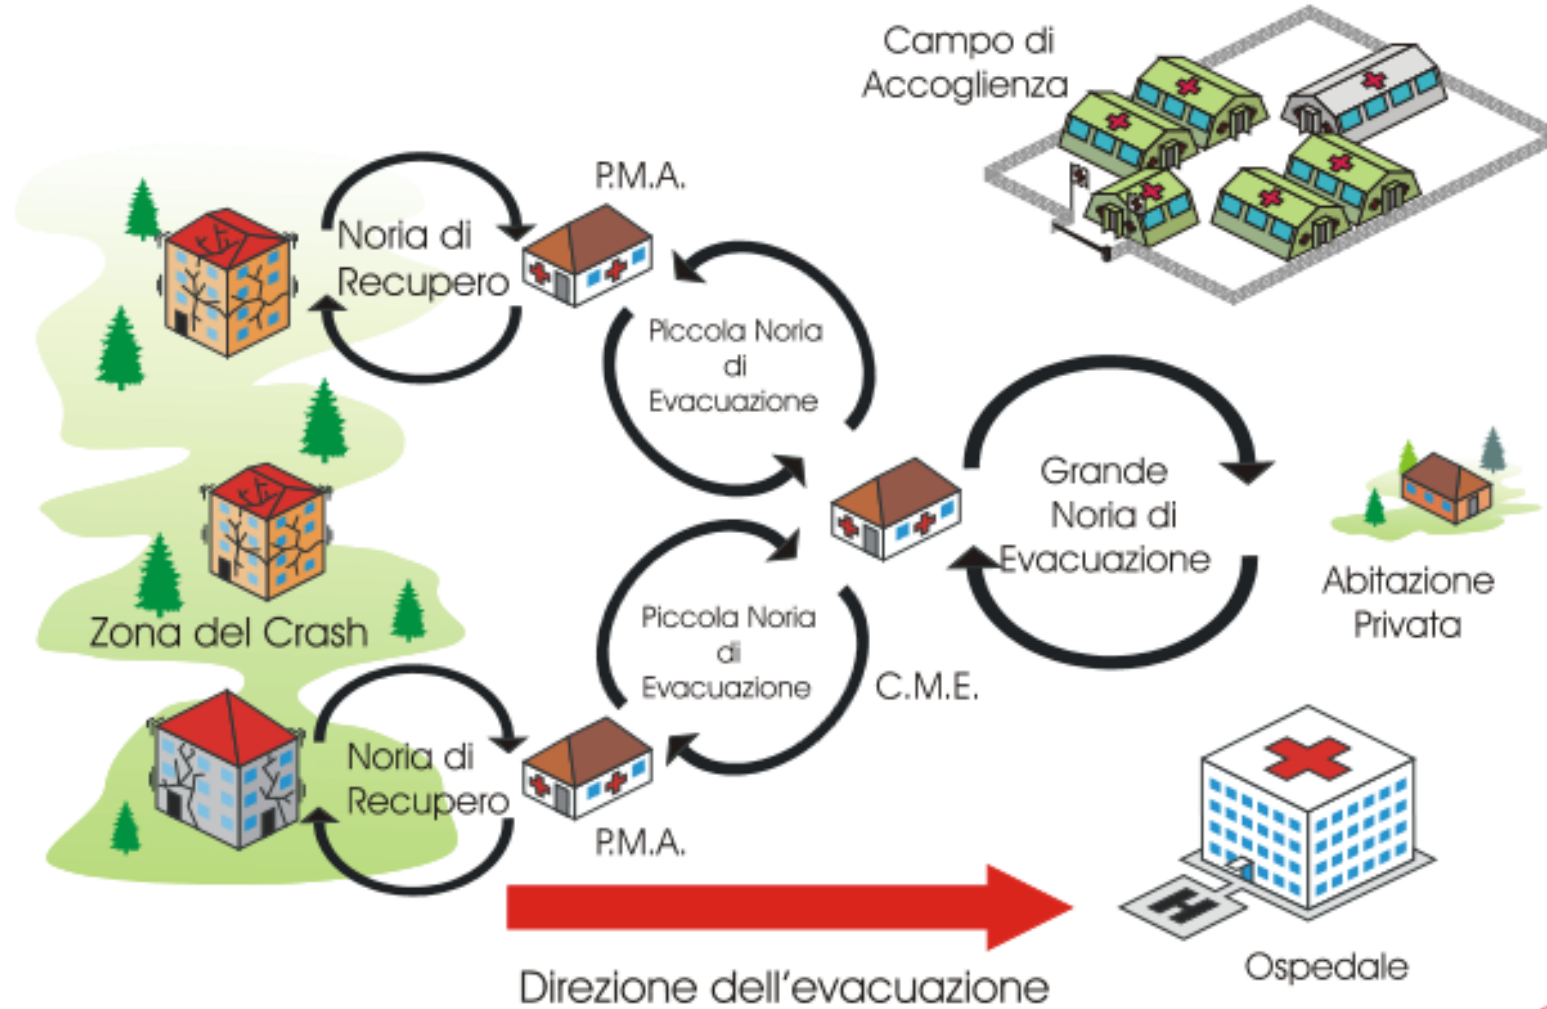 Campo di
Accoglienza
P.M.A.
Noria di
Recupero
Piccola Noria
di
Evacuazione
Grande
Noria di
Evacuazione
Abitazione
Privata
Zona del Crash
Piccola Noria
di
Evacuazione
C.M.E.
Noria di
Recupero
P.M.A.
H
Ospedale
Direzione dell'evacuazione